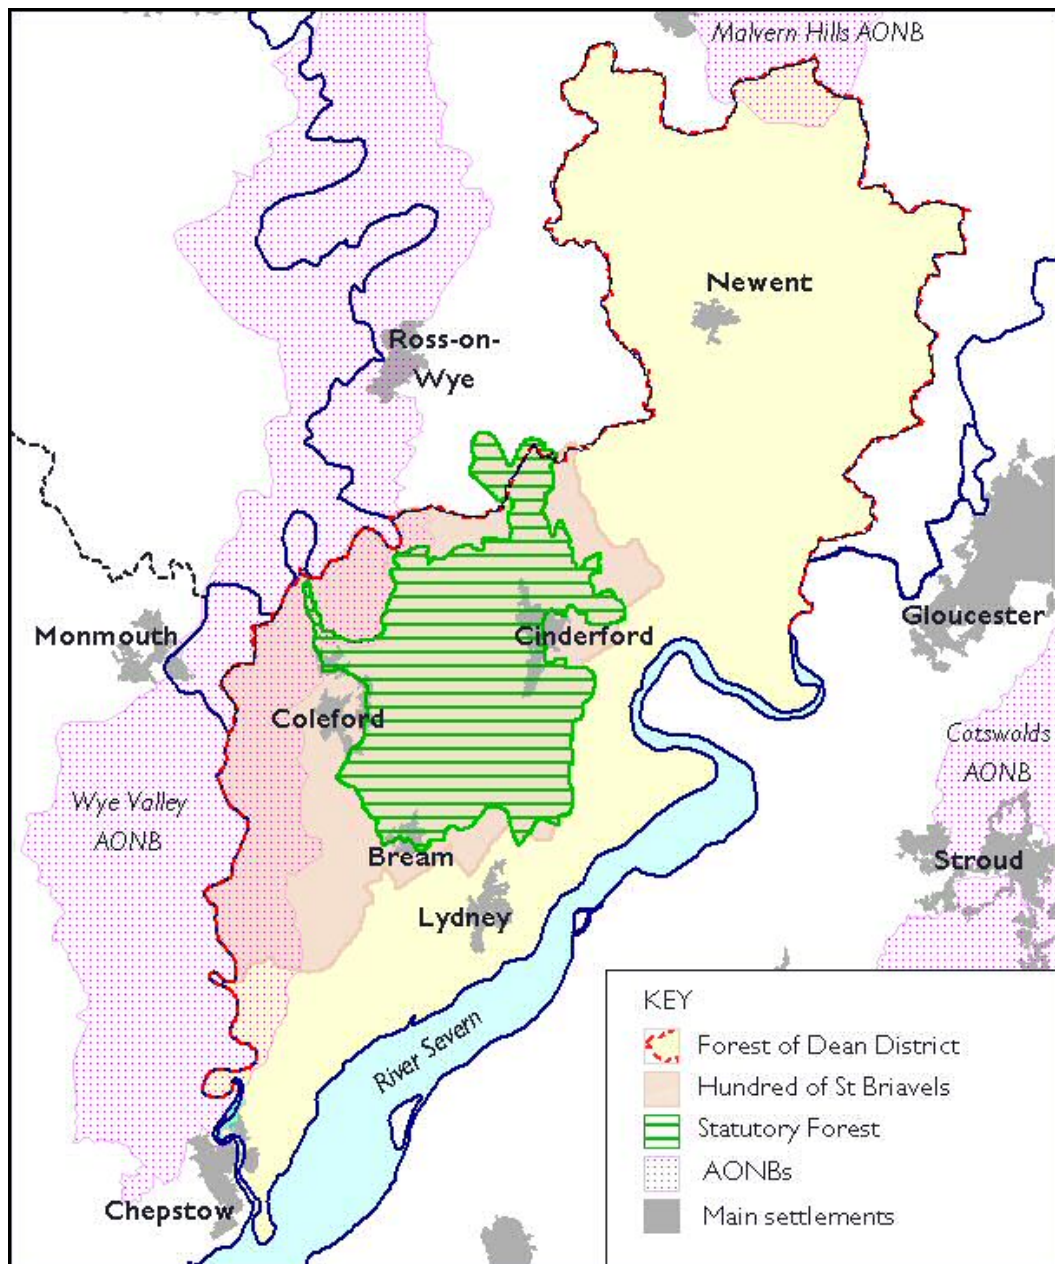 Malvern Hills AONB
Newent
Ross-on-
Wye
Monmouth
Cinderford
Gloucester
Coleford
Cotswolds
AONB
Wye Valley
AONB
Bream
Stroud
Lydney
River Severn
Chepstow
KEY
Forest of Dean District
Hundred of St Briavels
Statutory Forest
AONBs
Main settlements